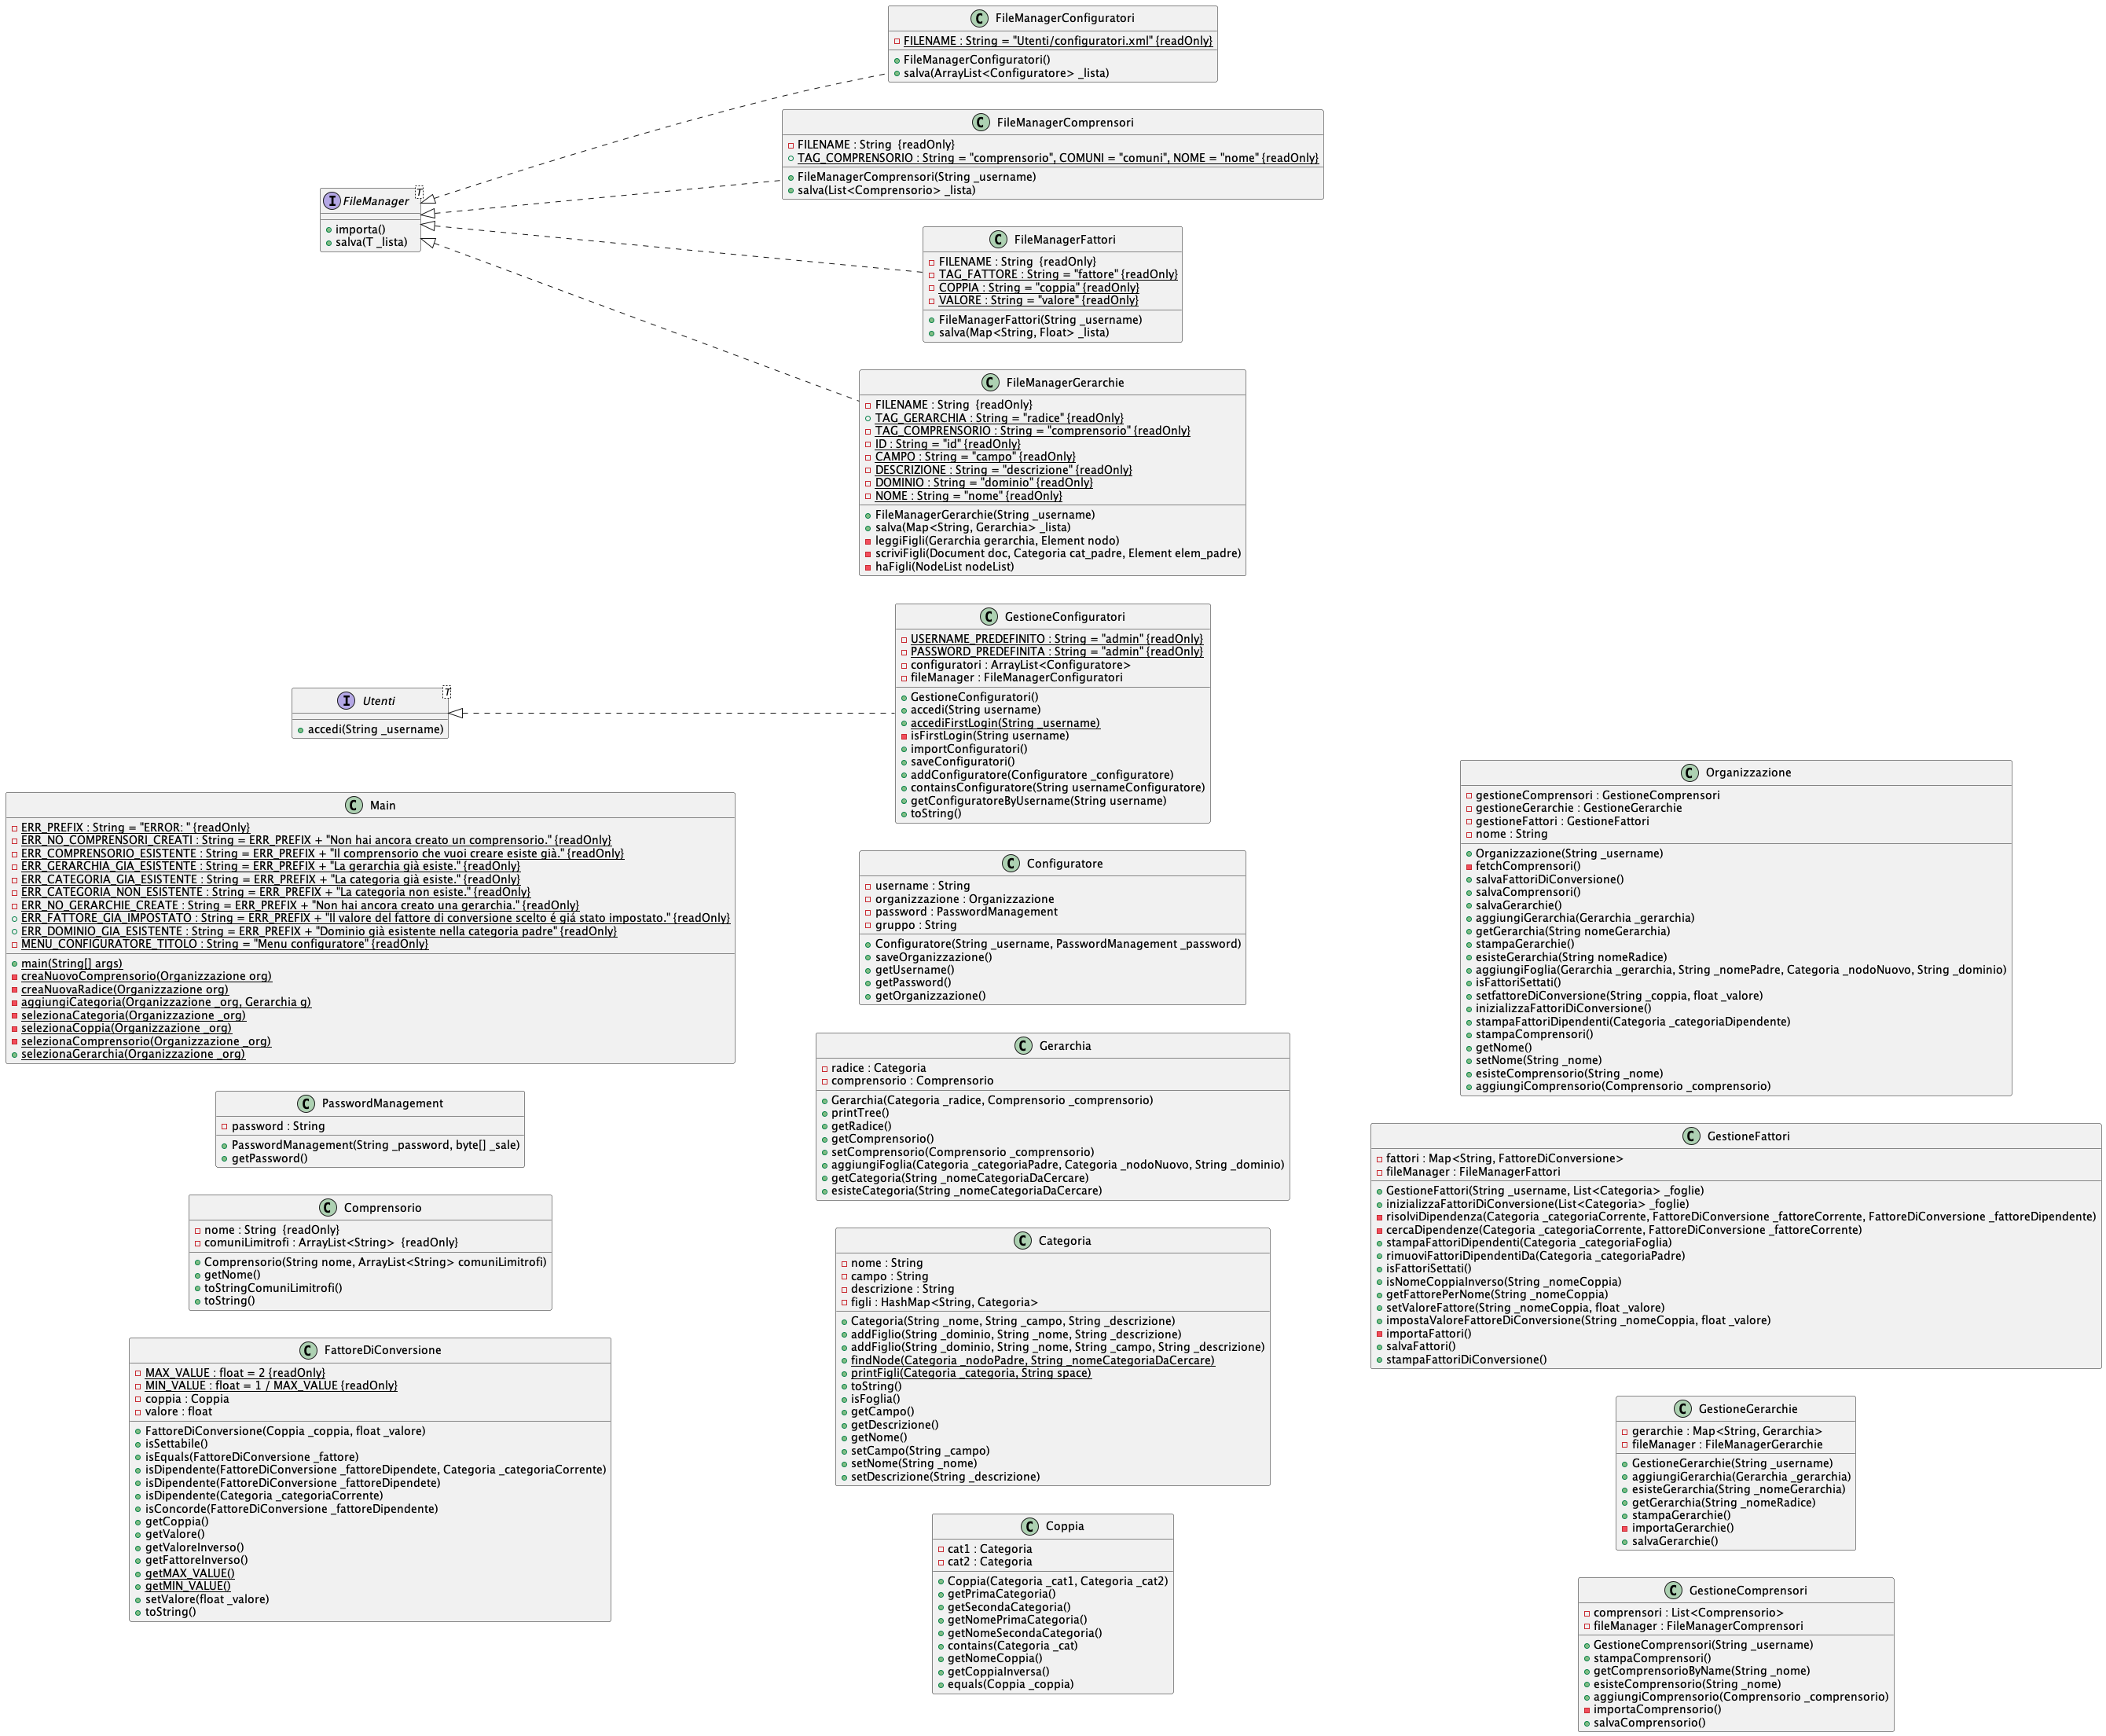 FileManagerConfiguratori
FILENAME : String = "Utenti/configuratori.xml" {readOnly}
FileManagerConfiguratori()
salva(ArrayList<Configuratore> _lista)
FileManagerComprensori
FILENAME : String {readOnly}
TAG_COMPRENSORIO : String = "comprensorio", COMUNI = "comuni", NOME = "nome" {readOnly}
FileManagerComprensori(String _username)
salva(List<Comprensorio> _lista)
FileManager
T
importa()
salva(T _lista)
FileManagerFattori
FILENAME : String {readOnly}
TAG_FATTORE : String = "fattore" {readOnly}
COPPIA : String = "coppia" {readOnly}
VALORE : String = "valore" {readOnly}
FileManagerFattori(String _username)
salva(Map<String, Float> _lista)
FileManagerGerarchie
FILENAME : String {readOnly}
TAG_GERARCHIA : String = "radice" {readOnly}
TAG_COMPRENSORIO : String = "comprensorio" {readOnly}
ID : String = "id" {readOnly}
CAMPO : String = "campo" {readOnly}
DESCRIZIONE : String = "descrizione" {readOnly}
DOMINIO : String = "dominio" {readOnly}
NOME : String = "nome" {readOnly}
FileManagerGerarchie(String _username)
salva(Map<String, Gerarchia> _lista)
leggiFigli(Gerarchia gerarchia, Element nodo)
scriviFigli(Document doc, Categoria cat_padre, Element elem_padre)
haFigli(NodeList nodeList)
Utenti
T
accedi(String _username)
GestioneConfiguratori
USERNAME_PREDEFINITO : String = "admin" {readOnly}
PASSWORD_PREDEFINITA : String = "admin" {readOnly}
configuratori : ArrayList<Configuratore>
fileManager : FileManagerConfiguratori
GestioneConfiguratori()
accedi(String username)
accediFirstLogin(String _username)
isFirstLogin(String username)
importConfiguratori()
saveConfiguratori()
addConfiguratore(Configuratore _configuratore)
containsConfiguratore(String usernameConfiguratore)
getConfiguratoreByUsername(String username)
toString()
Main
ERR_PREFIX : String = "ERROR: " {readOnly}
ERR_NO_COMPRENSORI_CREATI : String = ERR_PREFIX + "Non hai ancora creato un comprensorio." {readOnly}
ERR_COMPRENSORIO_ESISTENTE : String = ERR_PREFIX + "Il comprensorio che vuoi creare esiste già." {readOnly}
ERR_GERARCHIA_GIA_ESISTENTE : String = ERR_PREFIX + "La gerarchia già esiste." {readOnly}
ERR_CATEGORIA_GIA_ESISTENTE : String = ERR_PREFIX + "La categoria già esiste." {readOnly}
ERR_CATEGORIA_NON_ESISTENTE : String = ERR_PREFIX + "La categoria non esiste." {readOnly}
ERR_NO_GERARCHIE_CREATE : String = ERR_PREFIX + "Non hai ancora creato una gerarchia." {readOnly}
ERR_FATTORE_GIA_IMPOSTATO : String = ERR_PREFIX + "Il valore del fattore di conversione scelto é giá stato impostato." {readOnly}
ERR_DOMINIO_GIA_ESISTENTE : String = ERR_PREFIX + "Dominio già esistente nella categoria padre" {readOnly}
MENU_CONFIGURATORE_TITOLO : String = "Menu configuratore" {readOnly}
main(String[] args)
creaNuovoComprensorio(Organizzazione org)
creaNuovaRadice(Organizzazione org)
aggiungiCategoria(Organizzazione _org, Gerarchia g)
selezionaCategoria(Organizzazione _org)
selezionaCoppia(Organizzazione _org)
selezionaComprensorio(Organizzazione _org)
selezionaGerarchia(Organizzazione _org)
Configuratore
username : String
organizzazione : Organizzazione
password : PasswordManagement
gruppo : String
Configuratore(String _username, PasswordManagement _password)
saveOrganizzazione()
getUsername()
getPassword()
getOrganizzazione()
Organizzazione
gestioneComprensori : GestioneComprensori
gestioneGerarchie : GestioneGerarchie
gestioneFattori : GestioneFattori
nome : String
Organizzazione(String _username)
fetchComprensori()
salvaFattoriDiConversione()
salvaComprensori()
salvaGerarchie()
aggiungiGerarchia(Gerarchia _gerarchia)
getGerarchia(String nomeGerarchia)
stampaGerarchie()
esisteGerarchia(String nomeRadice)
aggiungiFoglia(Gerarchia _gerarchia, String _nomePadre, Categoria _nodoNuovo, String _dominio)
isFattoriSettati()
setfattoreDiConversione(String _coppia, float _valore)
inizializzaFattoriDiConversione()
stampaFattoriDipendenti(Categoria _categoriaDipendente)
stampaComprensori()
getNome()
setNome(String _nome)
esisteComprensorio(String _nome)
aggiungiComprensorio(Comprensorio _comprensorio)
PasswordManagement
password : String
PasswordManagement(String _password, byte[] _sale)
getPassword()
Gerarchia
radice : Categoria
comprensorio : Comprensorio
Gerarchia(Categoria _radice, Comprensorio _comprensorio)
printTree()
getRadice()
getComprensorio()
setComprensorio(Comprensorio _comprensorio)
aggiungiFoglia(Categoria _categoriaPadre, Categoria _nodoNuovo, String _dominio)
getCategoria(String _nomeCategoriaDaCercare)
esisteCategoria(String _nomeCategoriaDaCercare)
GestioneFattori
fattori : Map<String, FattoreDiConversione>
fileManager : FileManagerFattori
GestioneFattori(String _username, List<Categoria> _foglie)
inizializzaFattoriDiConversione(List<Categoria> _foglie)
risolviDipendenza(Categoria _categoriaCorrente, FattoreDiConversione _fattoreCorrente, FattoreDiConversione _fattoreDipendente)
cercaDipendenze(Categoria _categoriaCorrente, FattoreDiConversione _fattoreCorrente)
stampaFattoriDipendenti(Categoria _categoriaFoglia)
rimuoviFattoriDipendentiDa(Categoria _categoriaPadre)
isFattoriSettati()
isNomeCoppiaInverso(String _nomeCoppia)
getFattorePerNome(String _nomeCoppia)
setValoreFattore(String _nomeCoppia, float _valore)
impostaValoreFattoreDiConversione(String _nomeCoppia, float _valore)
importaFattori()
salvaFattori()
stampaFattoriDiConversione()
Comprensorio
nome : String {readOnly}
comuniLimitrofi : ArrayList<String> {readOnly}
Comprensorio(String nome, ArrayList<String> comuniLimitrofi)
getNome()
toStringComuniLimitrofi()
toString()
Categoria
nome : String
campo : String
descrizione : String
figli : HashMap<String, Categoria>
Categoria(String _nome, String _campo, String _descrizione)
addFiglio(String _dominio, String _nome, String _descrizione)
addFiglio(String _dominio, String _nome, String _campo, String _descrizione)
findNode(Categoria _nodoPadre, String _nomeCategoriaDaCercare)
printFigli(Categoria _categoria, String space)
toString()
isFoglia()
getCampo()
getDescrizione()
getNome()
setCampo(String _campo)
setNome(String _nome)
setDescrizione(String _descrizione)
FattoreDiConversione
MAX_VALUE : float = 2 {readOnly}
MIN_VALUE : float = 1 / MAX_VALUE {readOnly}
coppia : Coppia
valore : float
FattoreDiConversione(Coppia _coppia, float _valore)
isSettabile()
isEquals(FattoreDiConversione _fattore)
isDipendente(FattoreDiConversione _fattoreDipendete, Categoria _categoriaCorrente)
isDipendente(FattoreDiConversione _fattoreDipendete)
isDipendente(Categoria _categoriaCorrente)
isConcorde(FattoreDiConversione _fattoreDipendente)
getCoppia()
getValore()
getValoreInverso()
getFattoreInverso()
getMAX_VALUE()
getMIN_VALUE()
setValore(float _valore)
toString()
GestioneGerarchie
gerarchie : Map<String, Gerarchia>
fileManager : FileManagerGerarchie
GestioneGerarchie(String _username)
aggiungiGerarchia(Gerarchia _gerarchia)
esisteGerarchia(String _nomeGerarchia)
getGerarchia(String _nomeRadice)
stampaGerarchie()
importaGerarchie()
salvaGerarchie()
Coppia
cat1 : Categoria
cat2 : Categoria
Coppia(Categoria _cat1, Categoria _cat2)
getPrimaCategoria()
getSecondaCategoria()
getNomePrimaCategoria()
getNomeSecondaCategoria()
contains(Categoria _cat)
getNomeCoppia()
getCoppiaInversa()
equals(Coppia _coppia)
GestioneComprensori
comprensori : List<Comprensorio>
fileManager : FileManagerComprensori
GestioneComprensori(String _username)
stampaComprensori()
getComprensorioByName(String _nome)
esisteComprensorio(String _nome)
aggiungiComprensorio(Comprensorio _comprensorio)
importaComprensorio()
salvaComprensorio()